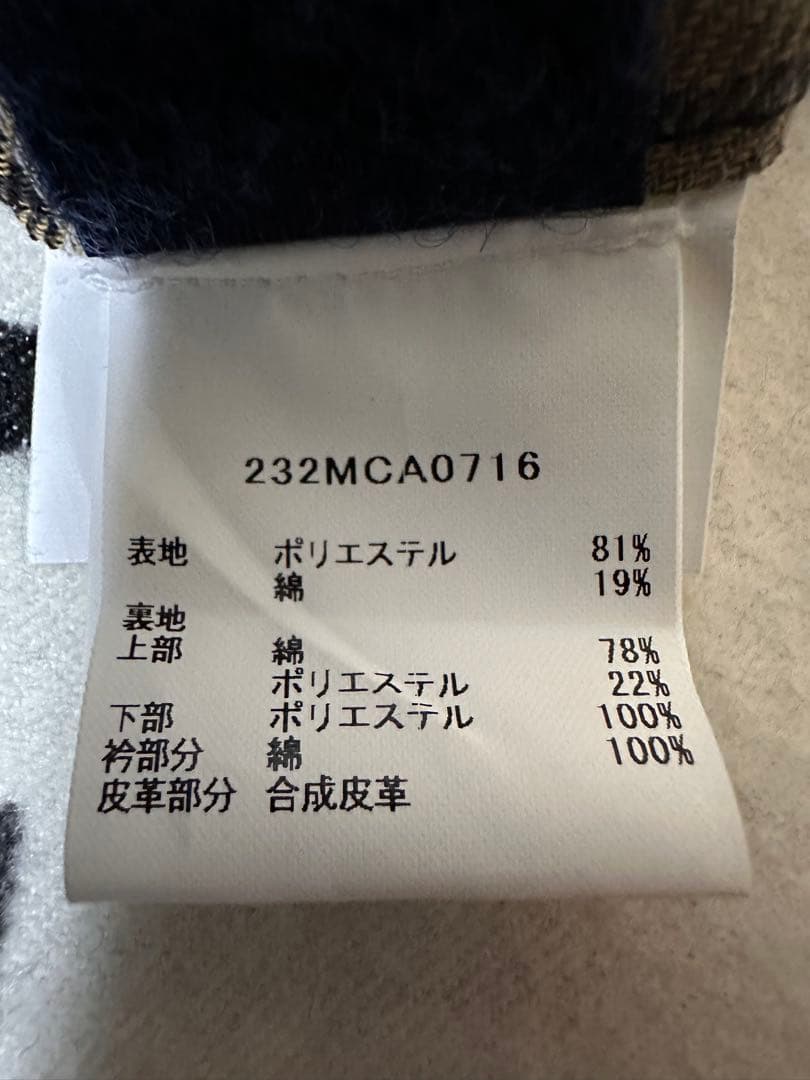 232MCA0716
表地 ポリエステル 81%
綿 19%
裏地
上部 綿 78%
ポリエステル 22%
下部 ポリエステル 100%
衿部分 綿 100%
皮革部分 合成皮革